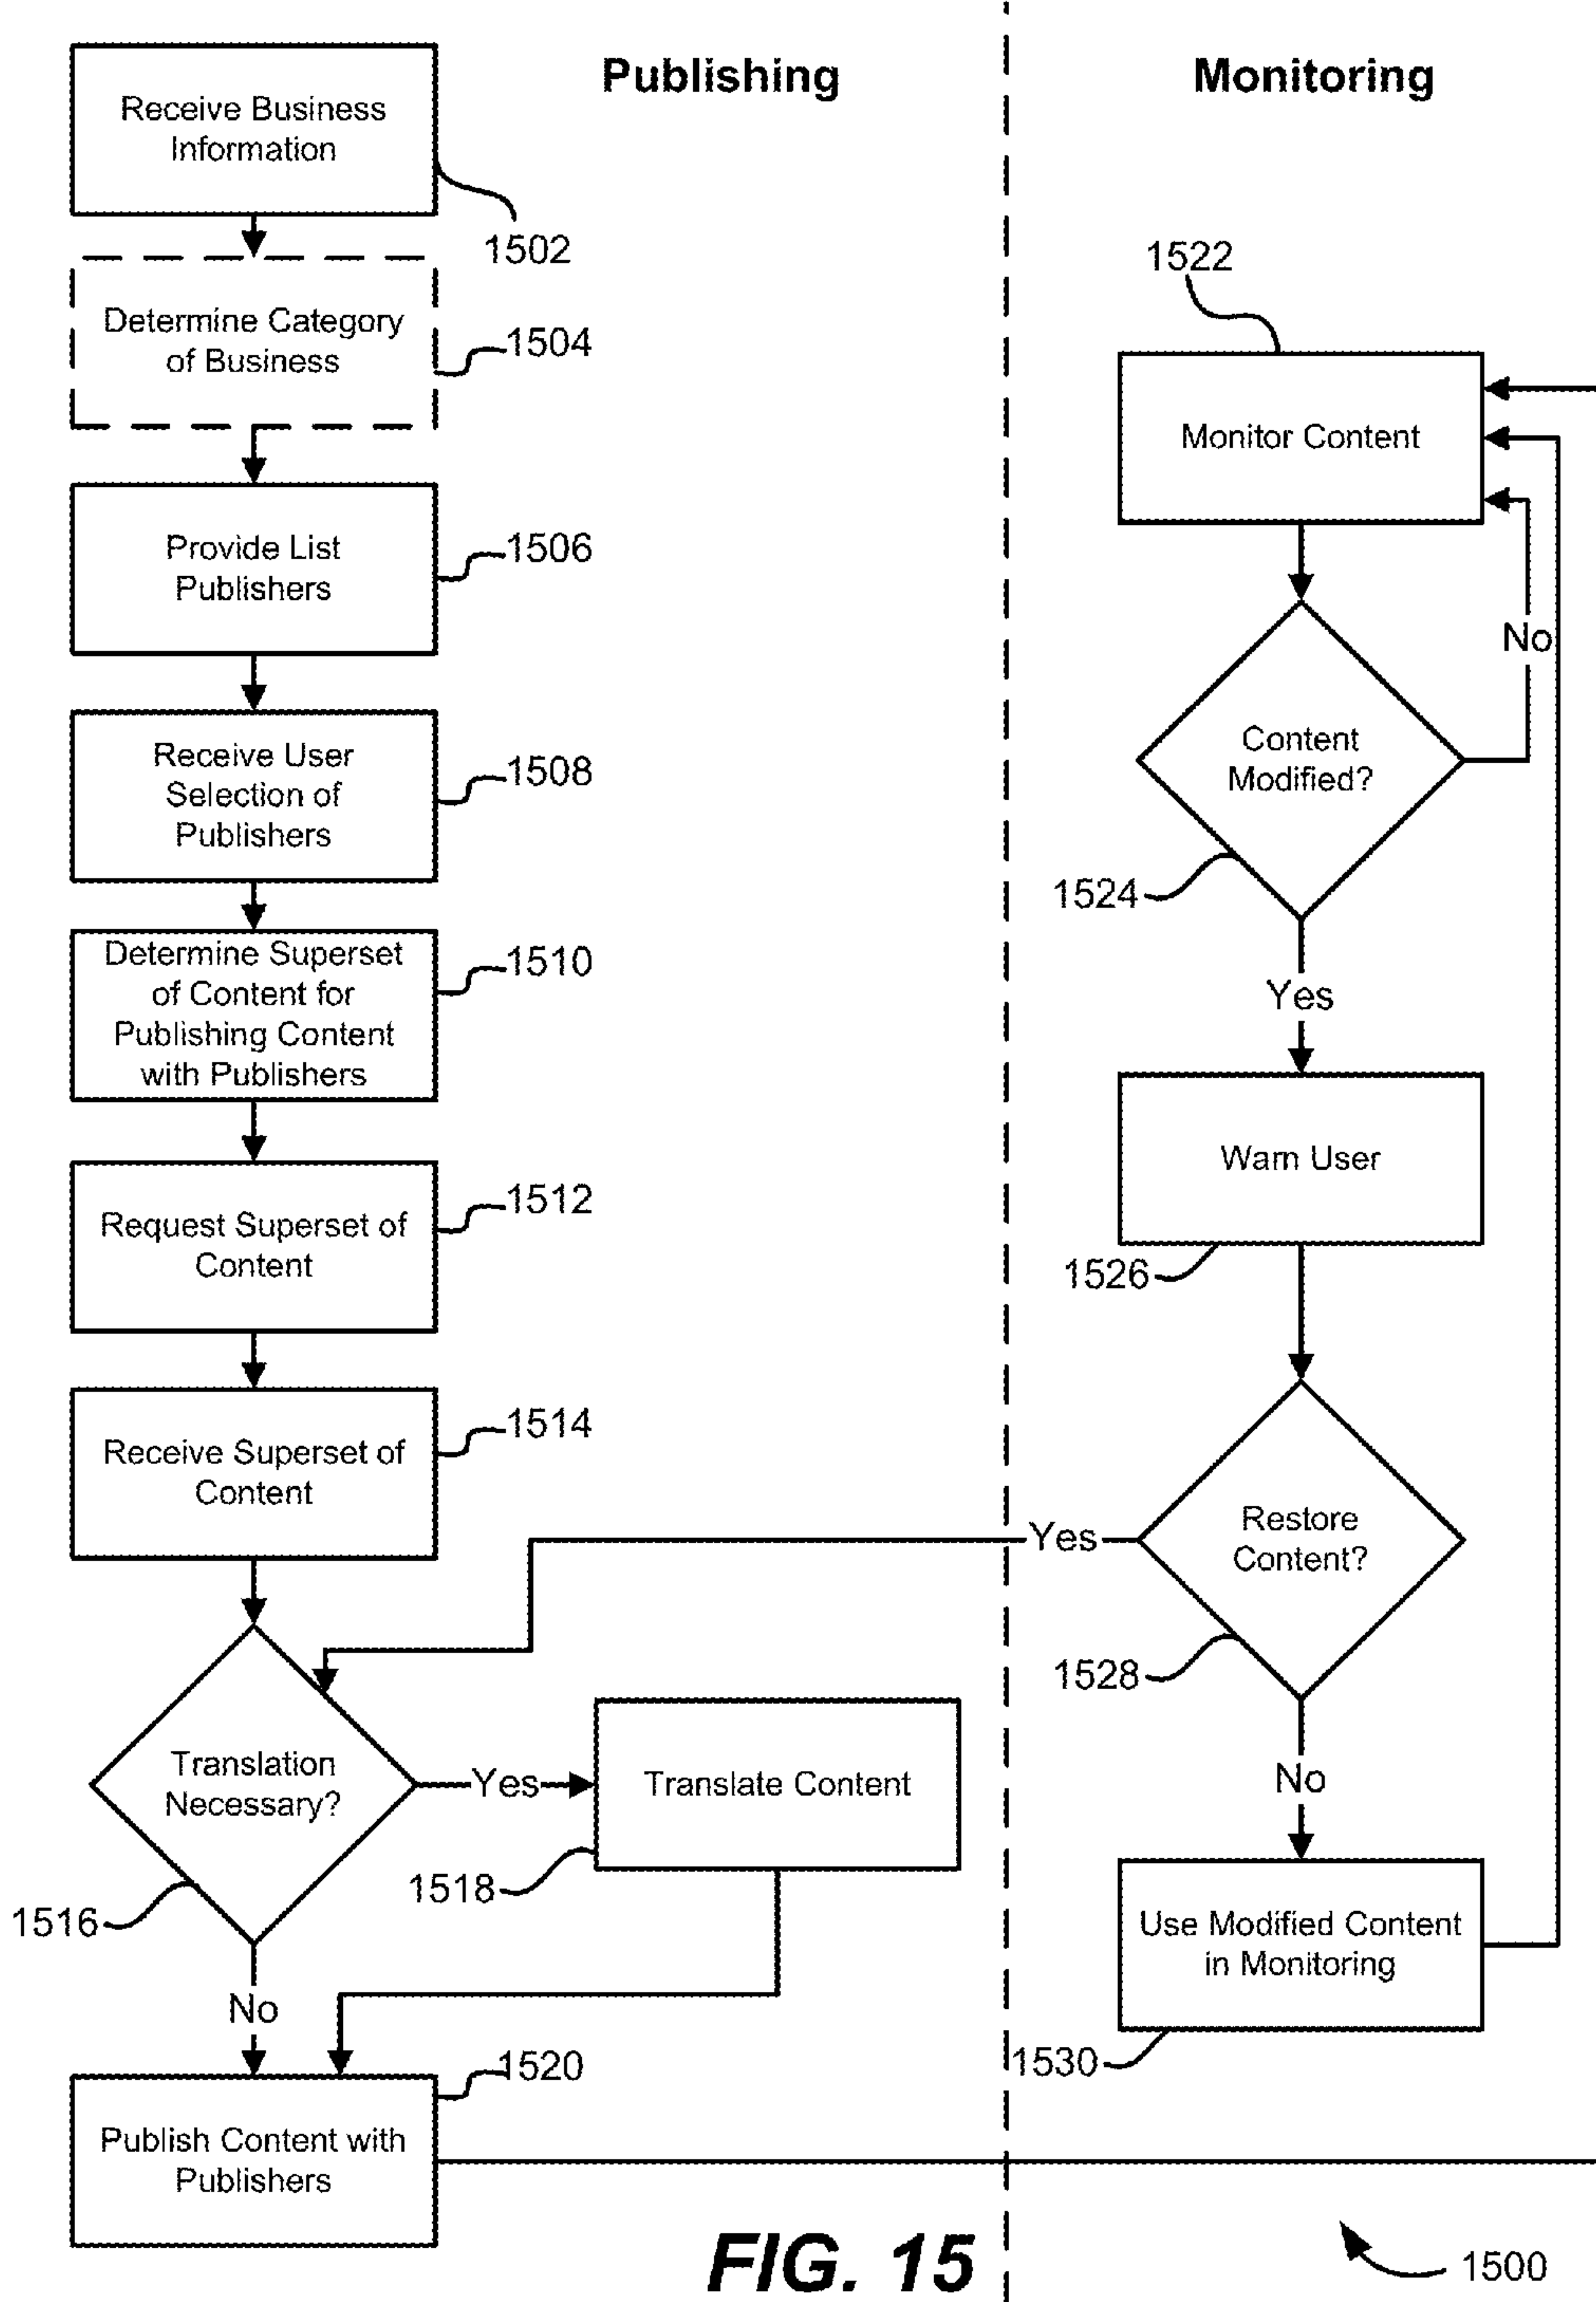 Publishing
Monitoring
Receive Business
Information
1502
Determine Category
of Business
1504
Provide List
Publishers
1506
Receive User
Selection of
Publishers
1508
Determine Superset
of Content for
Publishing Content
with Publishers
1510
Request Superset of
Content
1512
Receive Superset of
Content
1514
Translation
Necessary?
1516
Yes
Translate Content
1518
No
Publish Content with
Publishers
1520
1522
Monitor Content
No
Content
Modified?
1524
Yes
Warn User
1526
Restore
Content?
Yes
1528
No
Use Modified Content
in Monitoring
1530
FIG. 15
1500